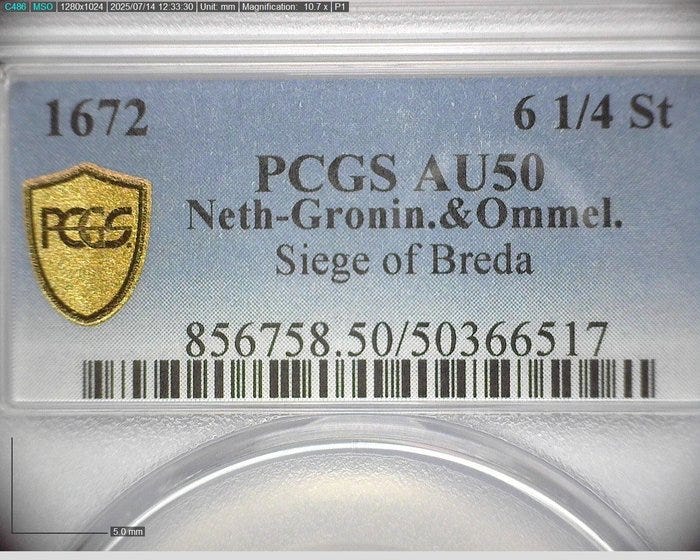 C486 MSO 1280x1024 2025/07/14 12:33:30 Unit: mm Magnification: 10.7 x P1
1672 6 1/4 St
PCGS AU50
Neth-Gronin.&Ommel.
PCGS
Siege of Breda
856758.50/50366517
5.0 mm